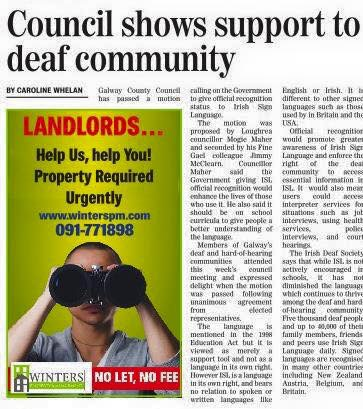 Council shows support to
deaf community
BY CAROLINE WHELAN
Galway County Council
has passed a motion
calling on the Government
to give official recognition
status to Irish Sign
Language.
The motion was
proposed by Loughrea
councillor Mogie Maher
and seconded by his Fine
Gael colleague Jimmy
McClearn. Councillor
Maher said the
Government giving ISL
official recognition would
enhance the lives of those
who use it. He also said it
should be on school
curricula to give people a
better understanding of
the language.
Members of Galway's
deaf and hard-of-hearing
communities attended
this week's council
meeting and expressed
delight when the motion
was passed following
unanimous agreement
from elected
representatives.
The language is
mentioned in the 1998
Education Act but it is
viewed as merely a
support tool and not as a
language in its own right.
However ISL is a language
in its own right, and bears
no relation to spoken or
written languages like
English or Irish. It is
different to other signed
languages such as those
used by in Britain and the
USA.
Official recognition
would promote greater
awareness of Irish Sign
Language and enforce the
right of the deaf
community to access
essential information in
ISL. It would also mean
users could access
interpreter services for
situations such as job
interviews, using health
services, police
interviews, and court
hearings.
The Irish Deaf Society
says that while ISL is not
actively encouraged in
schools, it has not
diminished the language
which continues to thrive
among the deaf and hard-
of-hearing community.
Five thousand deaf people
and up to 40,000 of their
family members, friends
and peers use Irish Sign
Language daily. Signed
languages are recognised
in many other countries
including New Zealand,
Austria, Belgium, and
Britain.
LANDLORDS...
Help Us, help You!
Property Required
Urgently
www.winterspm.com
091-771898
WINTERS
NO LET, NO FEE